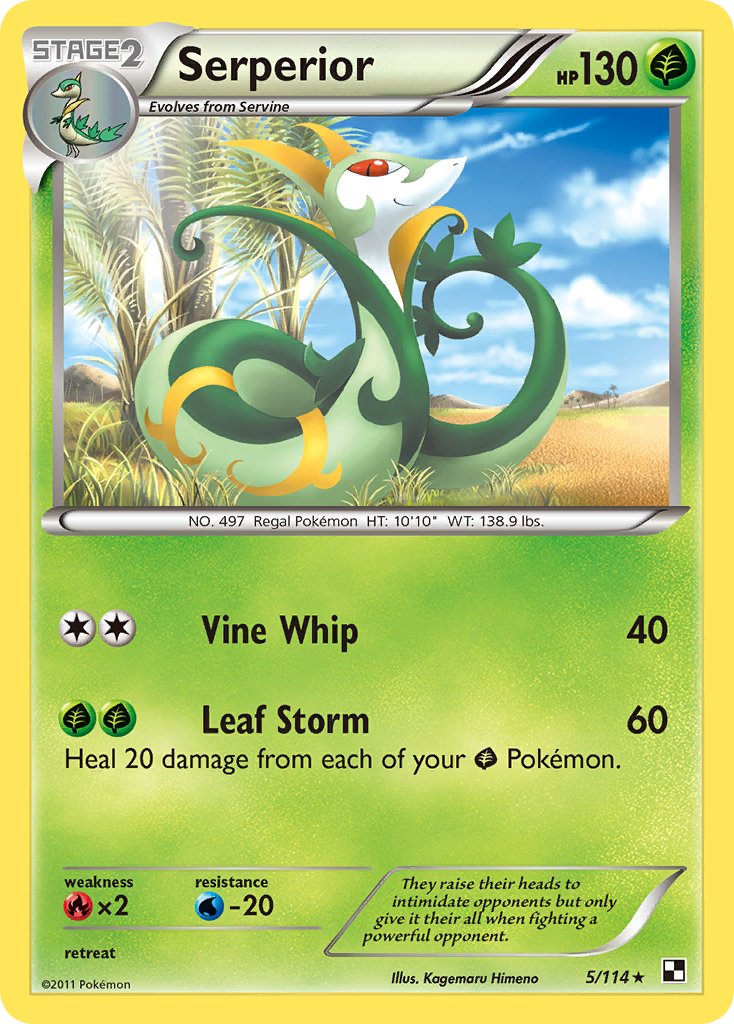 STAGE2
Serperior
HP130
Evolves from Servine
NO. 497 Regal Pokémon HT: 10'10" WT: 138.9 lbs.
Vine Whip 40
Leaf Storm 60
Heal 20 damage from each of your Pokémon.
weakness
×2
resistance
-20
retreat
They raise their heads to
intimidate opponents but only
give it their all when fighting a
powerful opponent.
©2011 Pokémon
Illus. Kagemaru Himeno
5/114★